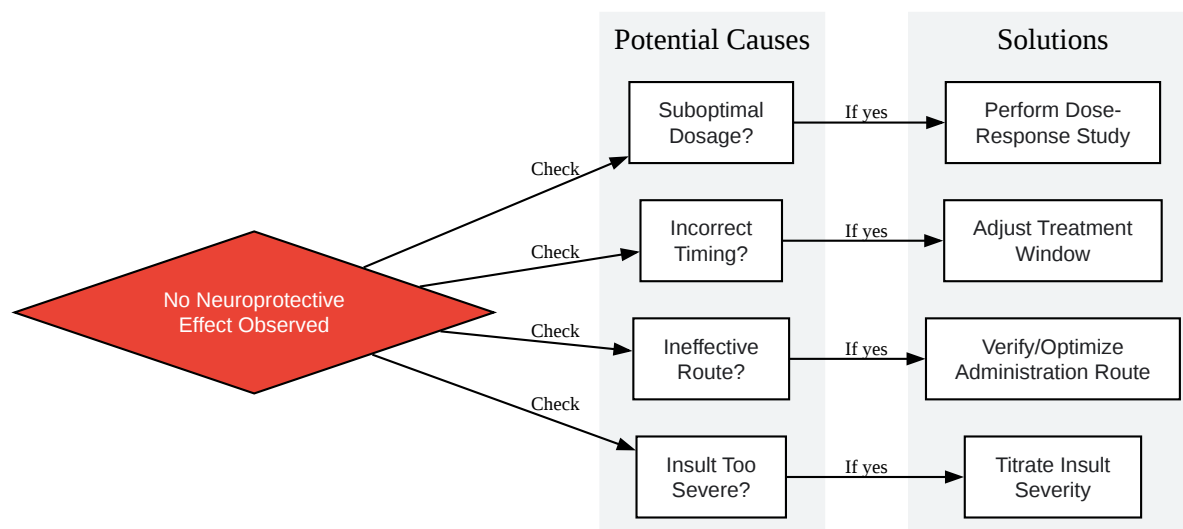 Potential Causes
Solutions
No Neuroprotective
Effect Observed
Check
Suboptimal
Dosage?
If yes
Perform Dose-
Response Study
Check
Incorrect
Timing?
If yes
Adjust Treatment
Window
Check
Ineffective
Route?
If yes
Verify/Optimize
Administration Route
Check
Insult Too
Severe?
If yes
Titrate Insult
Severity